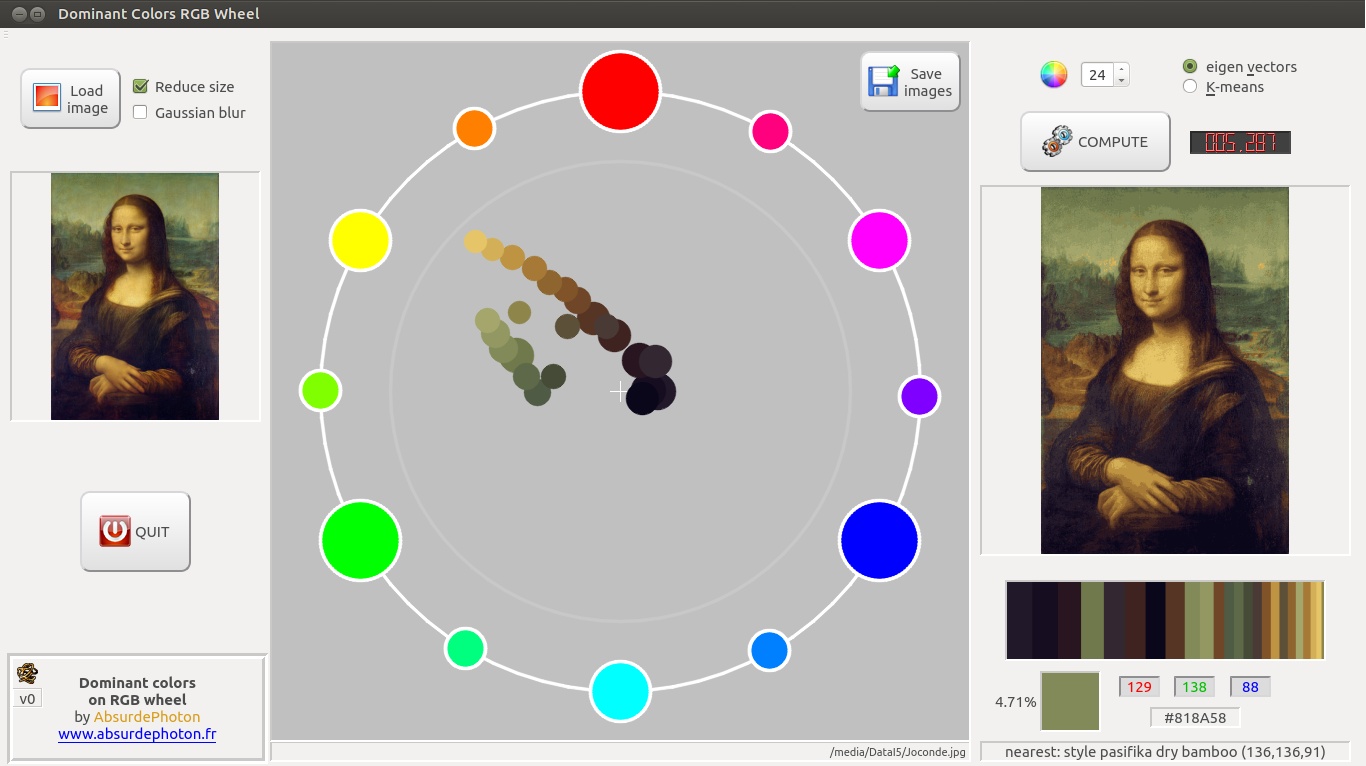 Dominant Colors RGB Wheel
Load
image
Reduce size
Gaussian blur
QUIT
v0
Dominant colors
on RGB wheel
by AbsurdePhoton
www.absurdephoton.fr
Save
images
/media/DataI5/Joconde.jpg
24
eigen vectors
K-means
COMPUTE
005.287
4.71%
129 138 88
#818A58
nearest: style pasifika dry bamboo (136,136,91)